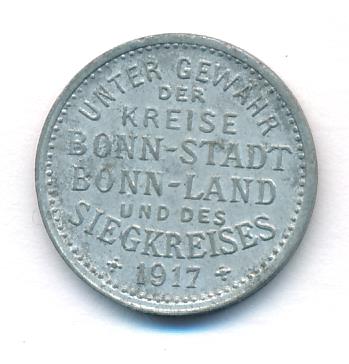 UNTER GEWÄHR
DER
KREISE
BONN-STADT
BONN-LAND
UND DES
SIEGKREISES
1917